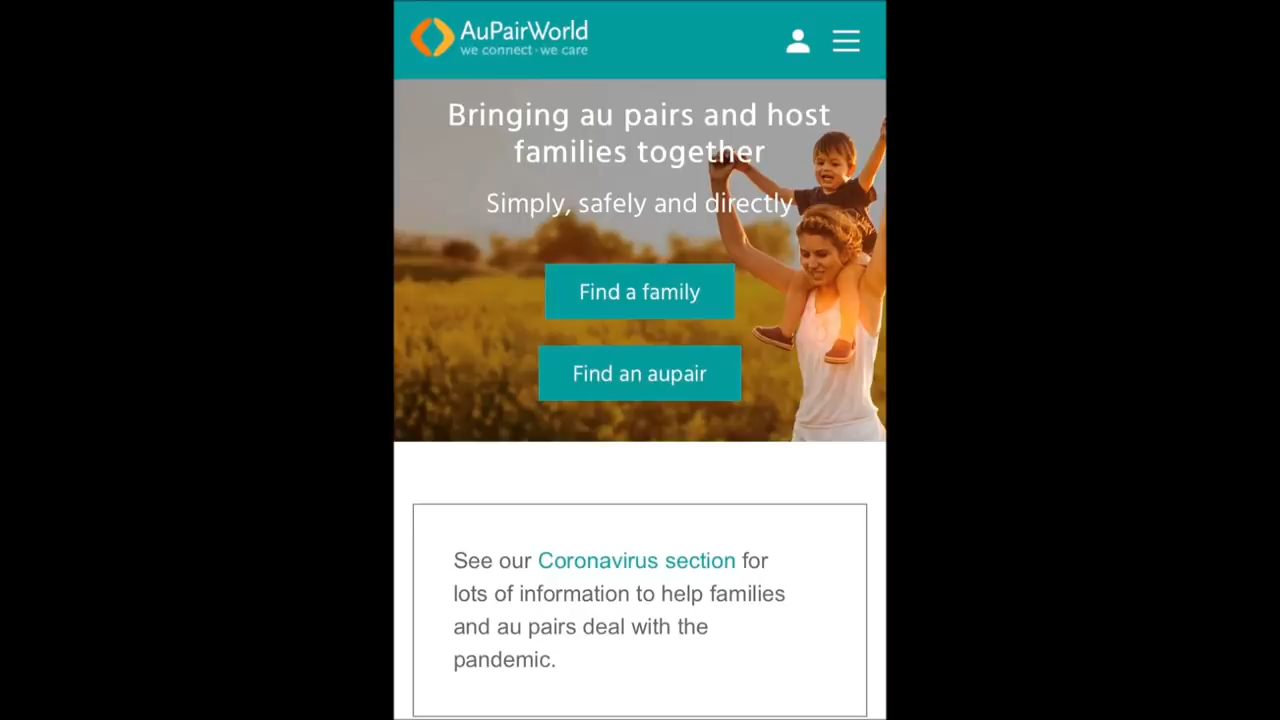 AuPairWorld
we connect · we care
Bringing au pairs and host
families together
Simply, safely and directly
Find a family
Find an aupair
See our Coronavirus section for
lots of information to help families
and au pairs deal with the
pandemic.